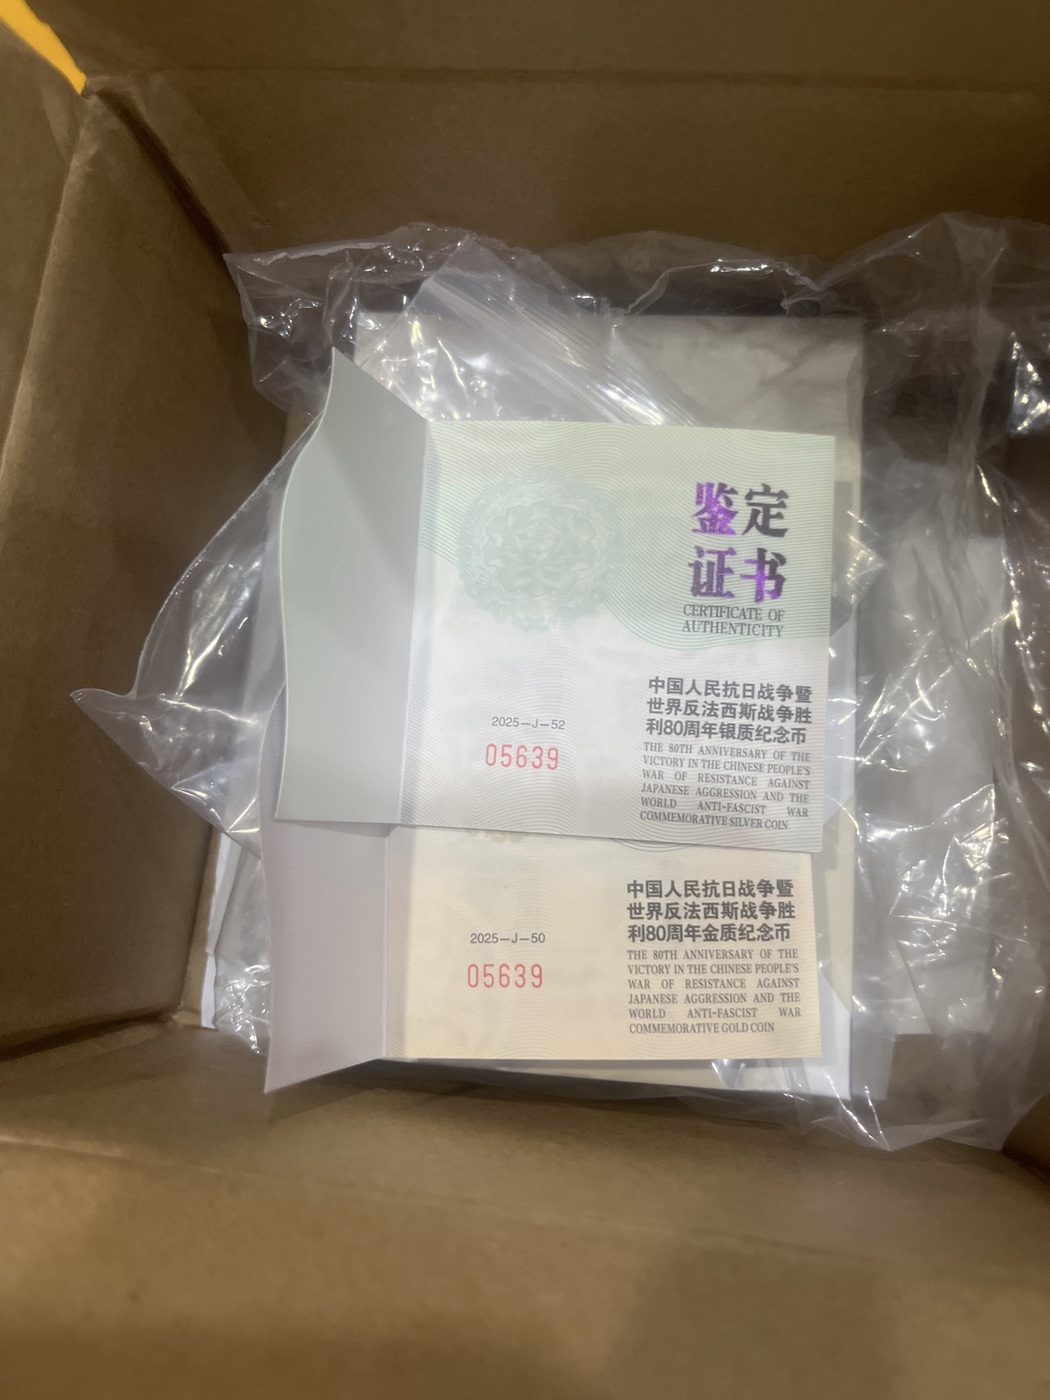 鉴定
证书
CERTIFICATE OF
AUTHENTICITY
中国人民抗日战争暨
世界反法西斯战争胜
利80周年银质纪念币
THE 80TH ANNIVERSARY OF THE
VICTORY IN THE CHINESE PEOPLE'S
WAR OF RESISTANCE AGAINST
JAPANESE AGGRESSION AND THE
WORLD ANTI-FASCIST WAR
COMMEMORATIVE SILVER COIN
2025—J—52
05639
中国人民抗日战争暨
世界反法西斯战争胜
利80周年金质纪念币
THE 80TH ANNIVERSARY OF THE
VICTORY IN THE CHINESE PEOPLE'S
WAR OF RESISTANCE AGAINST
JAPANESE AGGRESSION AND THE
WORLD ANTI-FASCIST WAR
COMMEMORATIVE GOLD COIN
2025—J—50
05639